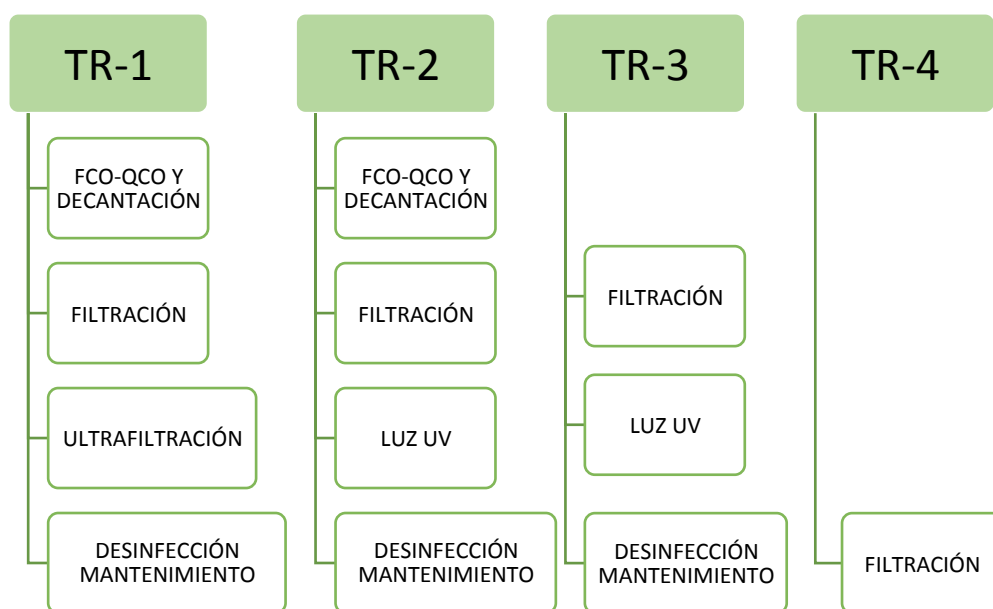 TR-1
FCO-QCO Y
DECANTACIÓN
FILTRACIÓN
ULTRAFILTRACIÓN
DESINFECCIÓN
MANTENIMIENTO
TR-2
FCO-QCO Y
DECANTACIÓN
FILTRACIÓN
LUZ UV
DESINFECCIÓN
MANTENIMIENTO
TR-3
FILTRACIÓN
LUZ UV
DESINFECCIÓN
MANTENIMIENTO
TR-4
FILTRACIÓN